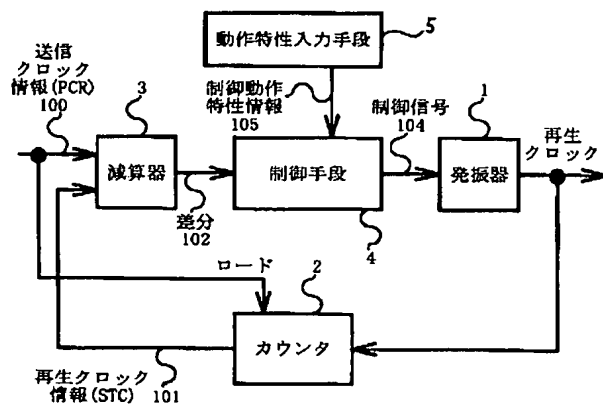 動作特性入力手段
5
送信
クロック
情報(PCR)
100
3
制御動作
特性情報
105
制御信号
104
1
再生
クロック
減算器
差分
102
制御手段
4
発振器
ロード
2
カウンタ
再生クロック
情報(STC)
101